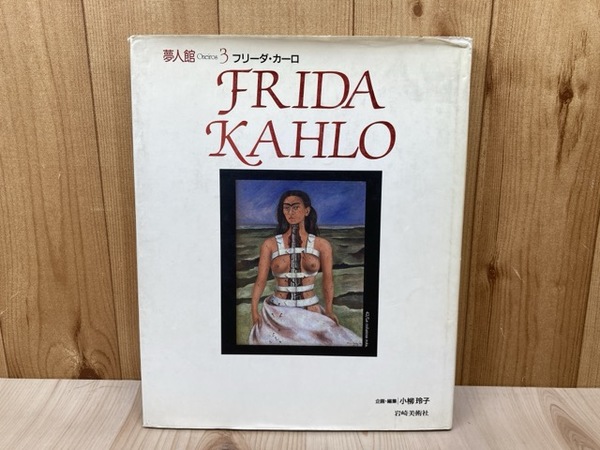 夢人館 Oneiros 3 フリーダ・カーロ
FRIDA
KAHLO
企画・編集 小柳玲子
岩崎美術社